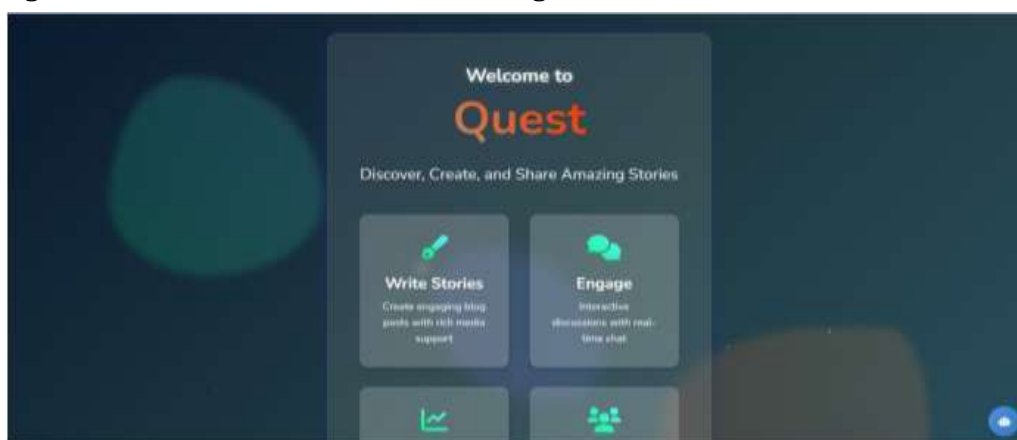 Welcome to
Quest
Discover, Create, and Share Amazing Stories
Write Stories
Create engaging blog
posts with rich media
support
Engage
Interactive
discussions with real-
time chat